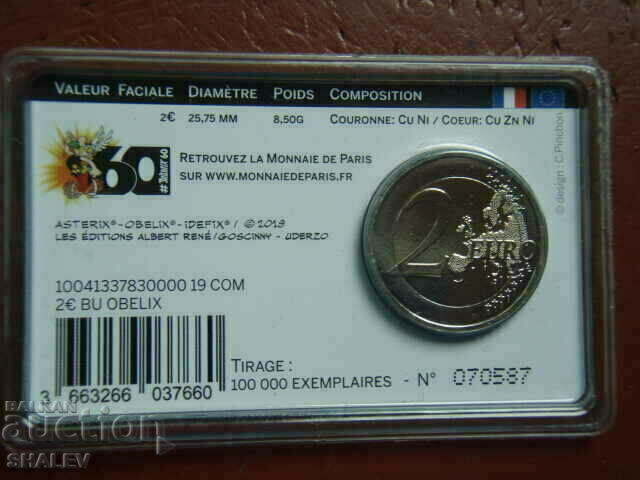 Valeur Faciale Diamètre Poids Composition
2€ 25,75 mm 8,50g Couronne: Cu Ni / Coeur: Cu Zn Ni
60
#Astérix60
Retrouvez la Monnaie de Paris
sur www.monnaiedeparis.fr
© design : C.Pinchon
2 EURO
ASTERIX®-OBELIX®-IDEFIX® / © 2019
LES ÉDITIONS ALBERT RENÉ / GOSCINNY - UDERZO
10041337830000 19 COM
2€ BU OBELIX
3 663266 037660
Tirage :
100 000 exemplaires - N° 070587
BALKAN
auction
SHALEV